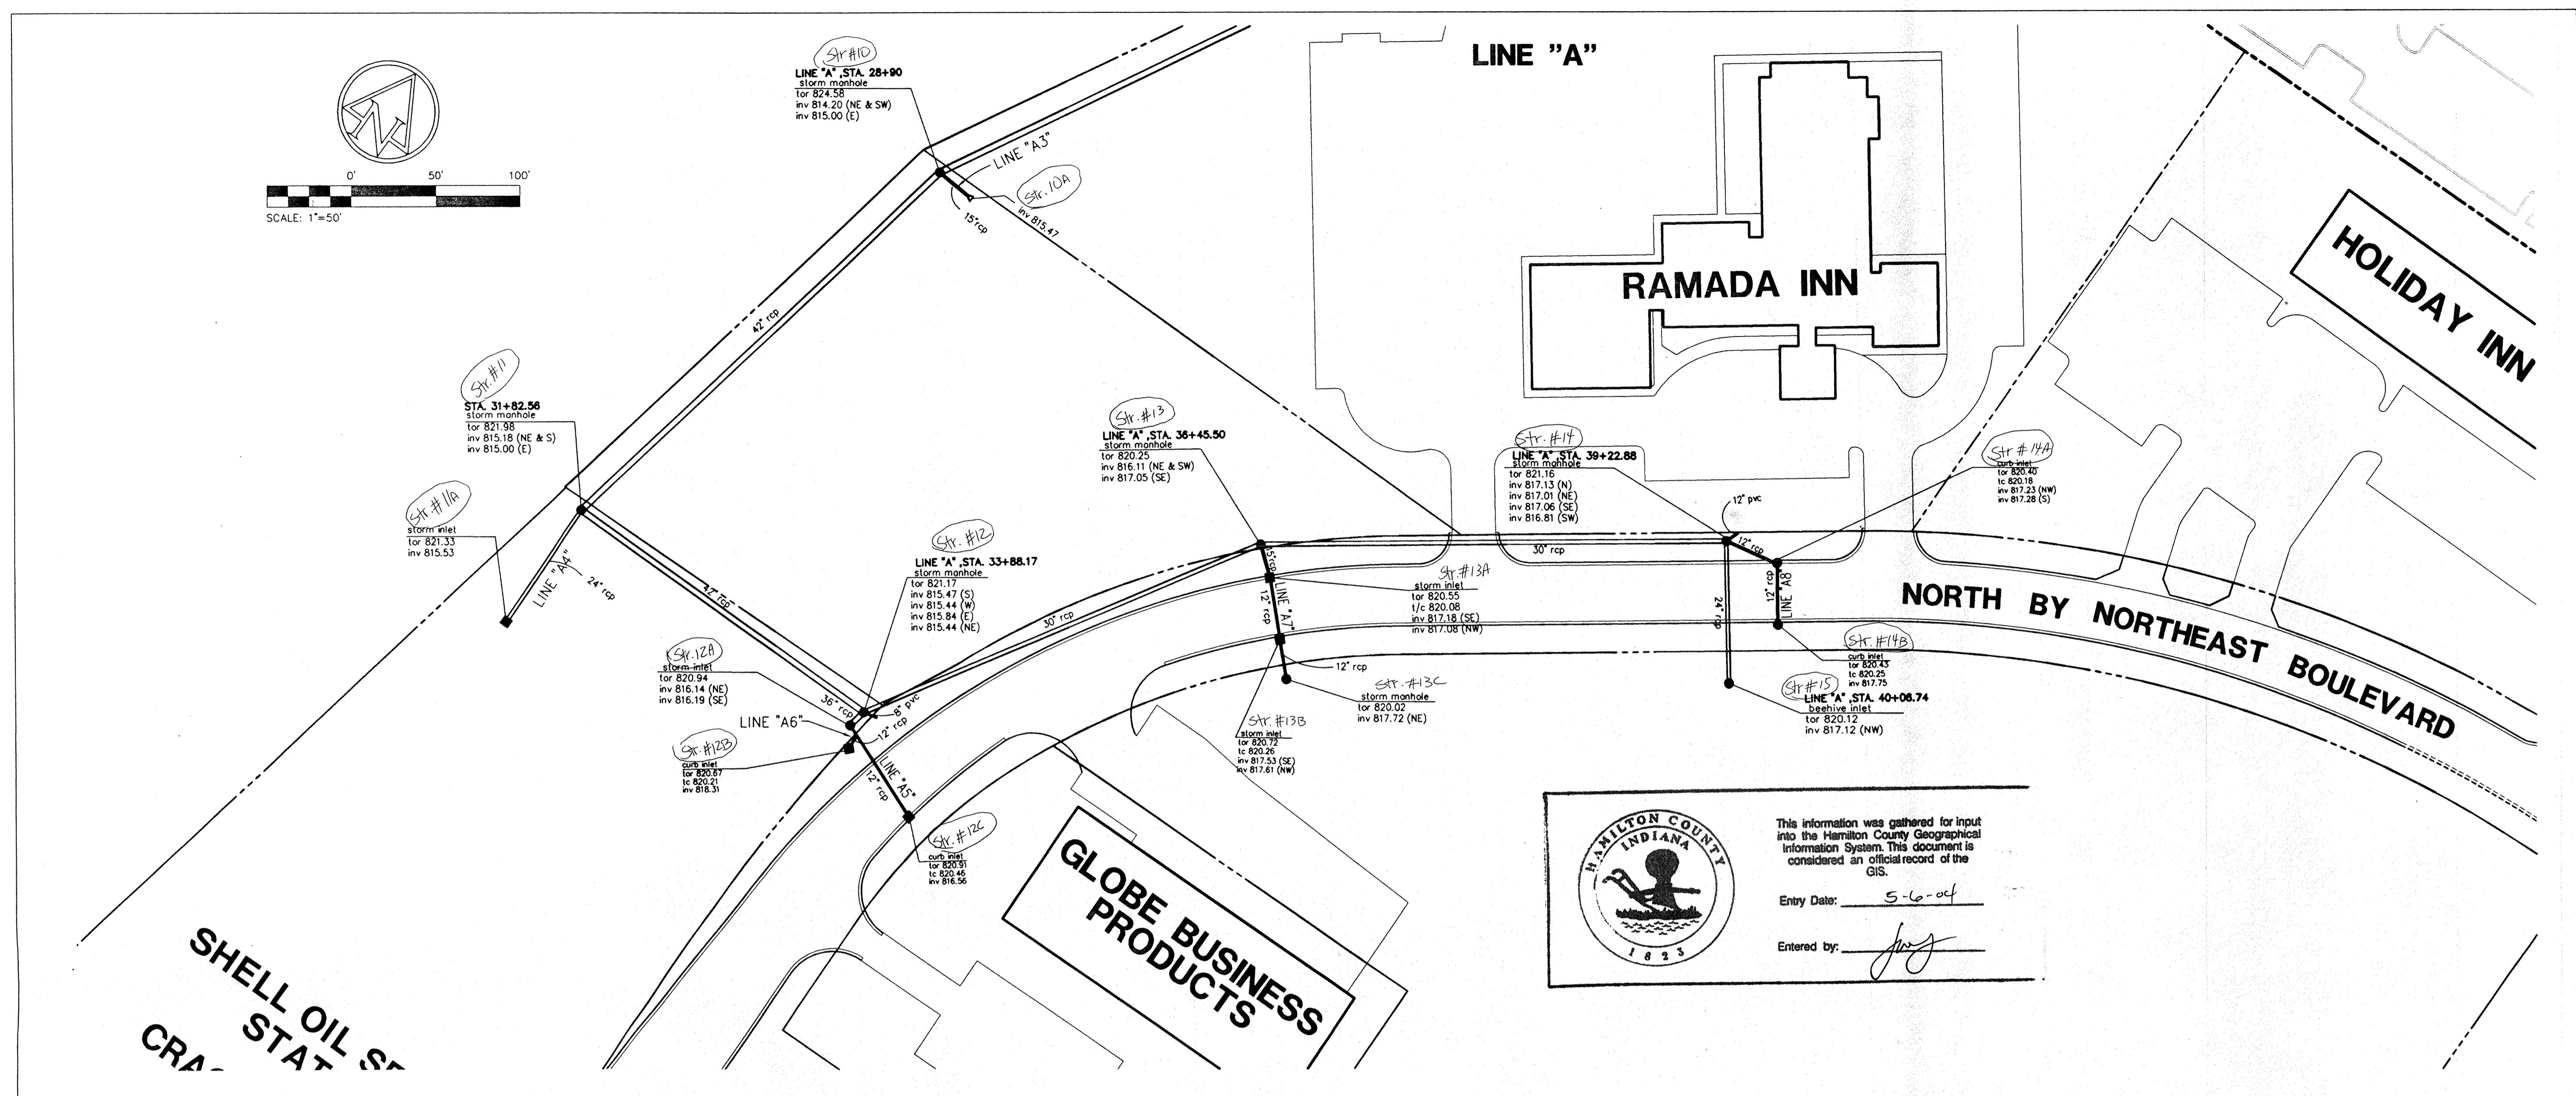 LINE "A"
Str #10
LINE "A" ,STA. 28+90
storm manhole
tor 824.58
inv 814.20 (NE & SW)
inv 815.00 (E)
N
0' 50' 100'
SCALE: 1"=50'
LINE "A3"
Str. 10A
15"rcp
inv 815.47
42" rcp
RAMADA INN
HOLIDAY INN
Str. #11
STA. 31+82.56
storm manhole
tor 821.98
inv 815.18 (NE & S)
inv 815.00 (E)
Str. #11A
storm inlet
tor 821.33
inv 815.53
LINE "A4"
24" rcp
42" rcp
Str. #12
LINE "A" ,STA. 33+88.17
storm manhole
tor 821.17
inv 815.47 (S)
inv 815.44 (W)
inv 815.84 (E)
inv 815.44 (NE)
Str. 12A
storm inlet
tor 820.94
inv 816.14 (NE)
inv 816.19 (SE)
36" rcp
8" pvc
12" rcp
LINE "A6"
Str. #12B
curb inlet
tor 820.67
tc 820.21
inv 818.31
LINE "A5"
12" rcp
Str. #12C
curb inlet
tor 820.91
tc 820.46
inv 816.56
30" rcp
Str. #13
LINE "A" ,STA. 36+45.50
storm manhole
tor 820.25
inv 816.11 (NE & SW)
inv 817.05 (SE)
15"rcp
LINE "A7"
12" rcp
Str. #13A
storm inlet
tor 820.55
t/c 820.08
inv 817.18 (SE)
inv 817.08 (NW)
12" rcp
Str. #13C
storm manhole
tor 820.02
inv 817.72 (NE)
Str. #13B
storm inlet
tor 820.72
tc 820.26
inv 817.53 (SE)
inv 817.61 (NW)
30" rcp
Str. #14
LINE "A" ,STA. 39+22.88
storm manhole
tor 821.16
inv 817.13 (N)
inv 817.01 (NE)
inv 817.06 (SE)
inv 816.81 (SW)
12" pvc
12" rcp
Str #14A
curb inlet
tor 820.40
tc 820.18
inv 817.23 (NW)
inv 817.28 (S)
24" rcp
12" rcp
LINE "A8"
Str. #14B
curb inlet
tor 820.43
tc 820.25
inv 817.75
Str #15
LINE "A" ,STA. 40+06.74
beehive inlet
tor 820.12
inv 817.12 (NW)
NORTH BY NORTHEAST BOULEVARD
GLOBE BUSINESS
PRODUCTS
SHELL OIL
STAT
HAMILTON COUNTY
INDIANA
1823
This information was gathered for input
into the Hamilton County Geographical
Information System. This document is
considered an official record of the
GIS.
Entry Date: 5-6-04
Entered by: